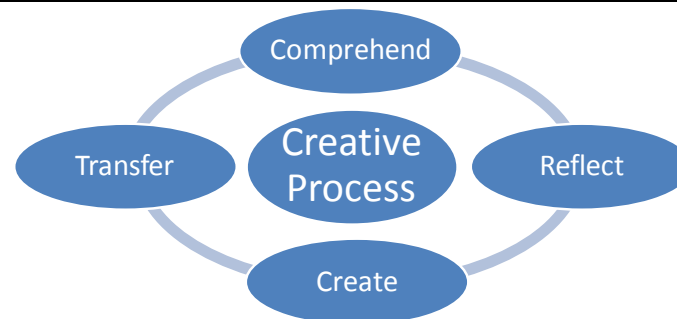 Comprehend
Transfer
Creative
Process
Reflect
Create